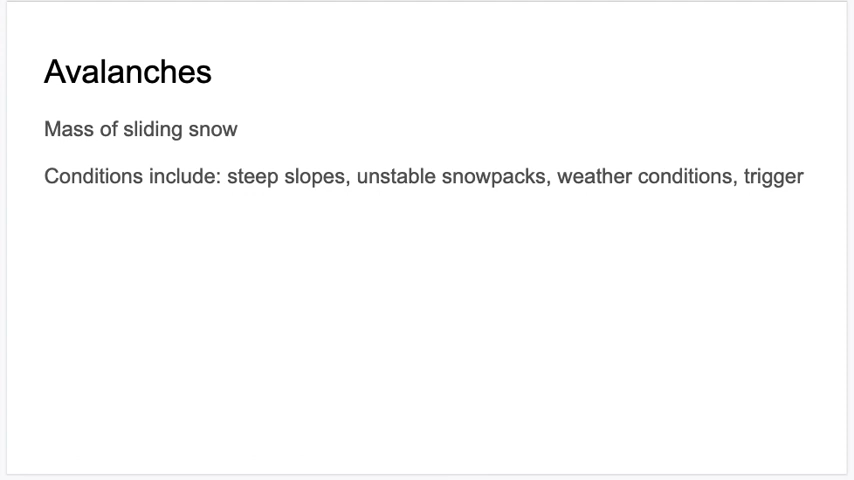 Avalanches
Mass of sliding snow
Conditions include: steep slopes, unstable snowpacks, weather conditions, trigger